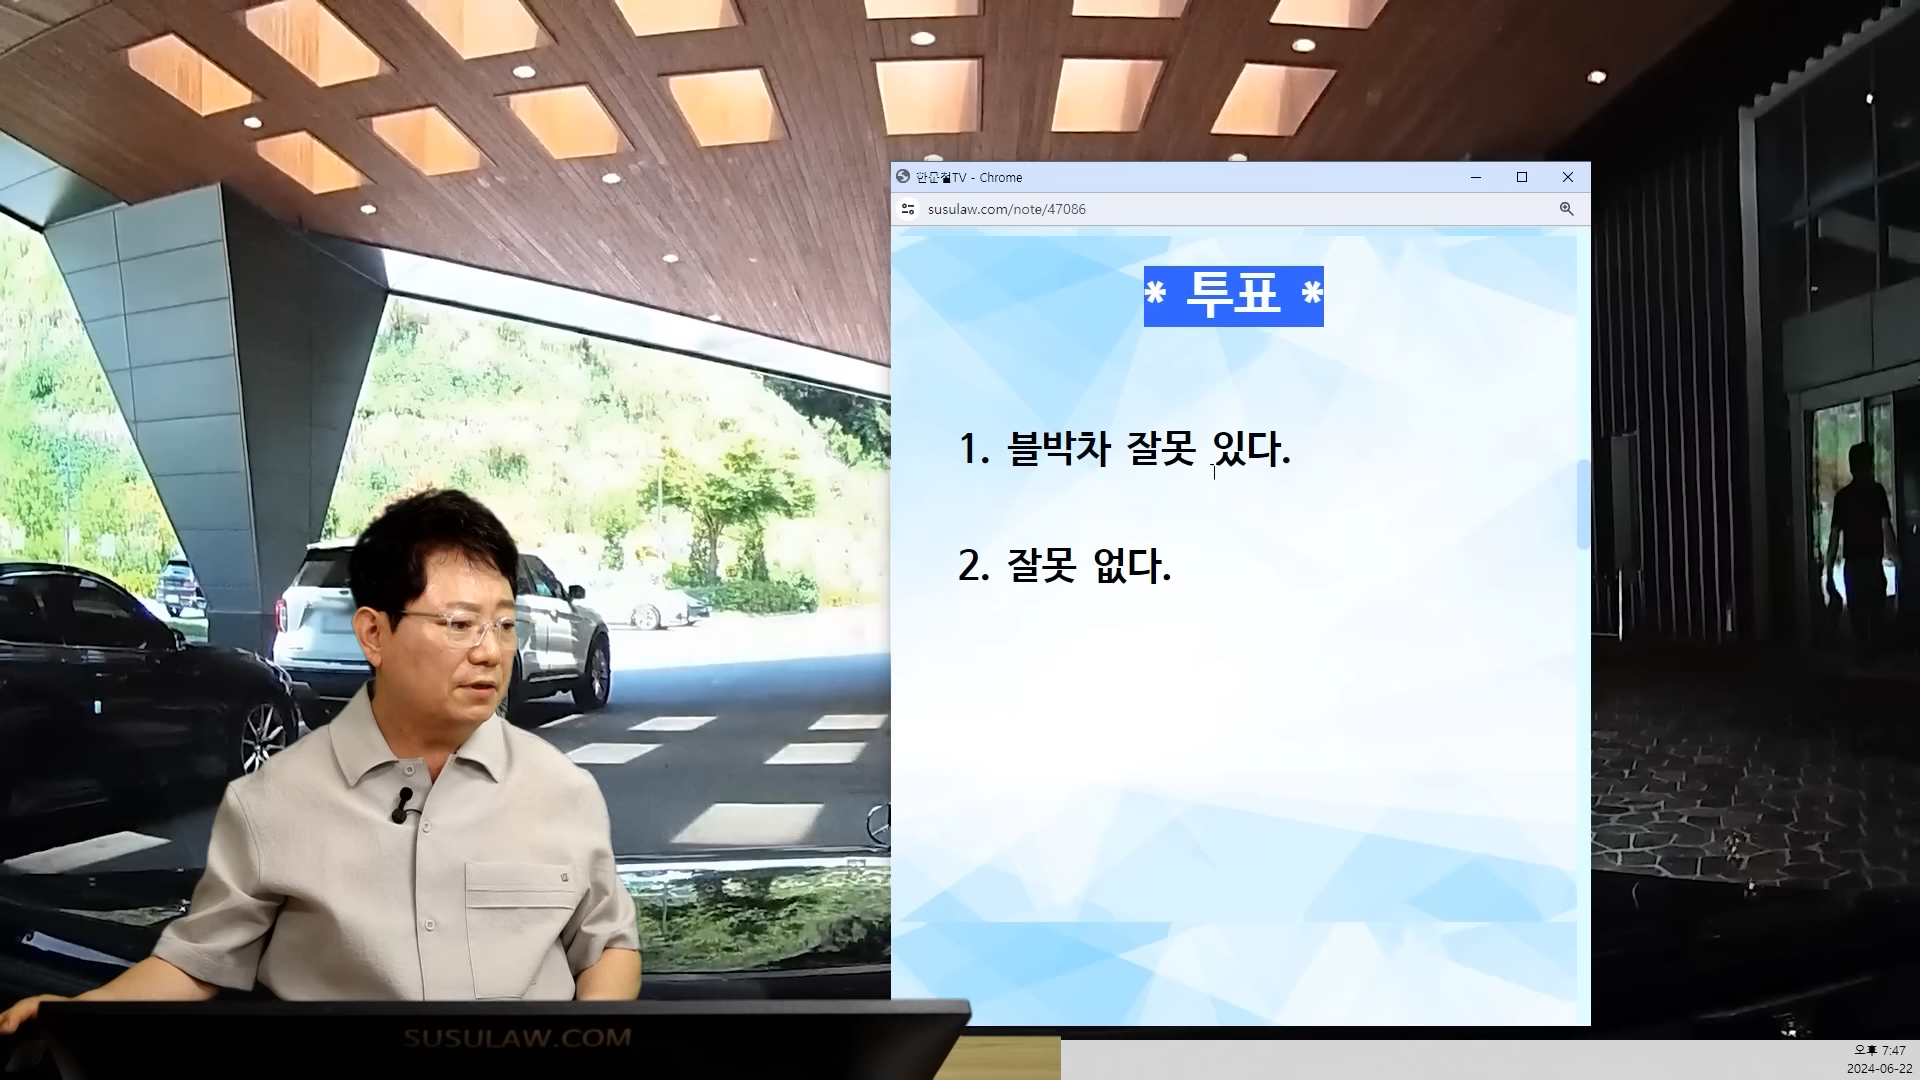 한문철TV - Chrome
susulaw.com/note/47086
* 투표 *
1. 블박차 잘못 있다.
2. 잘못 없다.
SUSULAW.COM
오후 7:47
2024-06-22